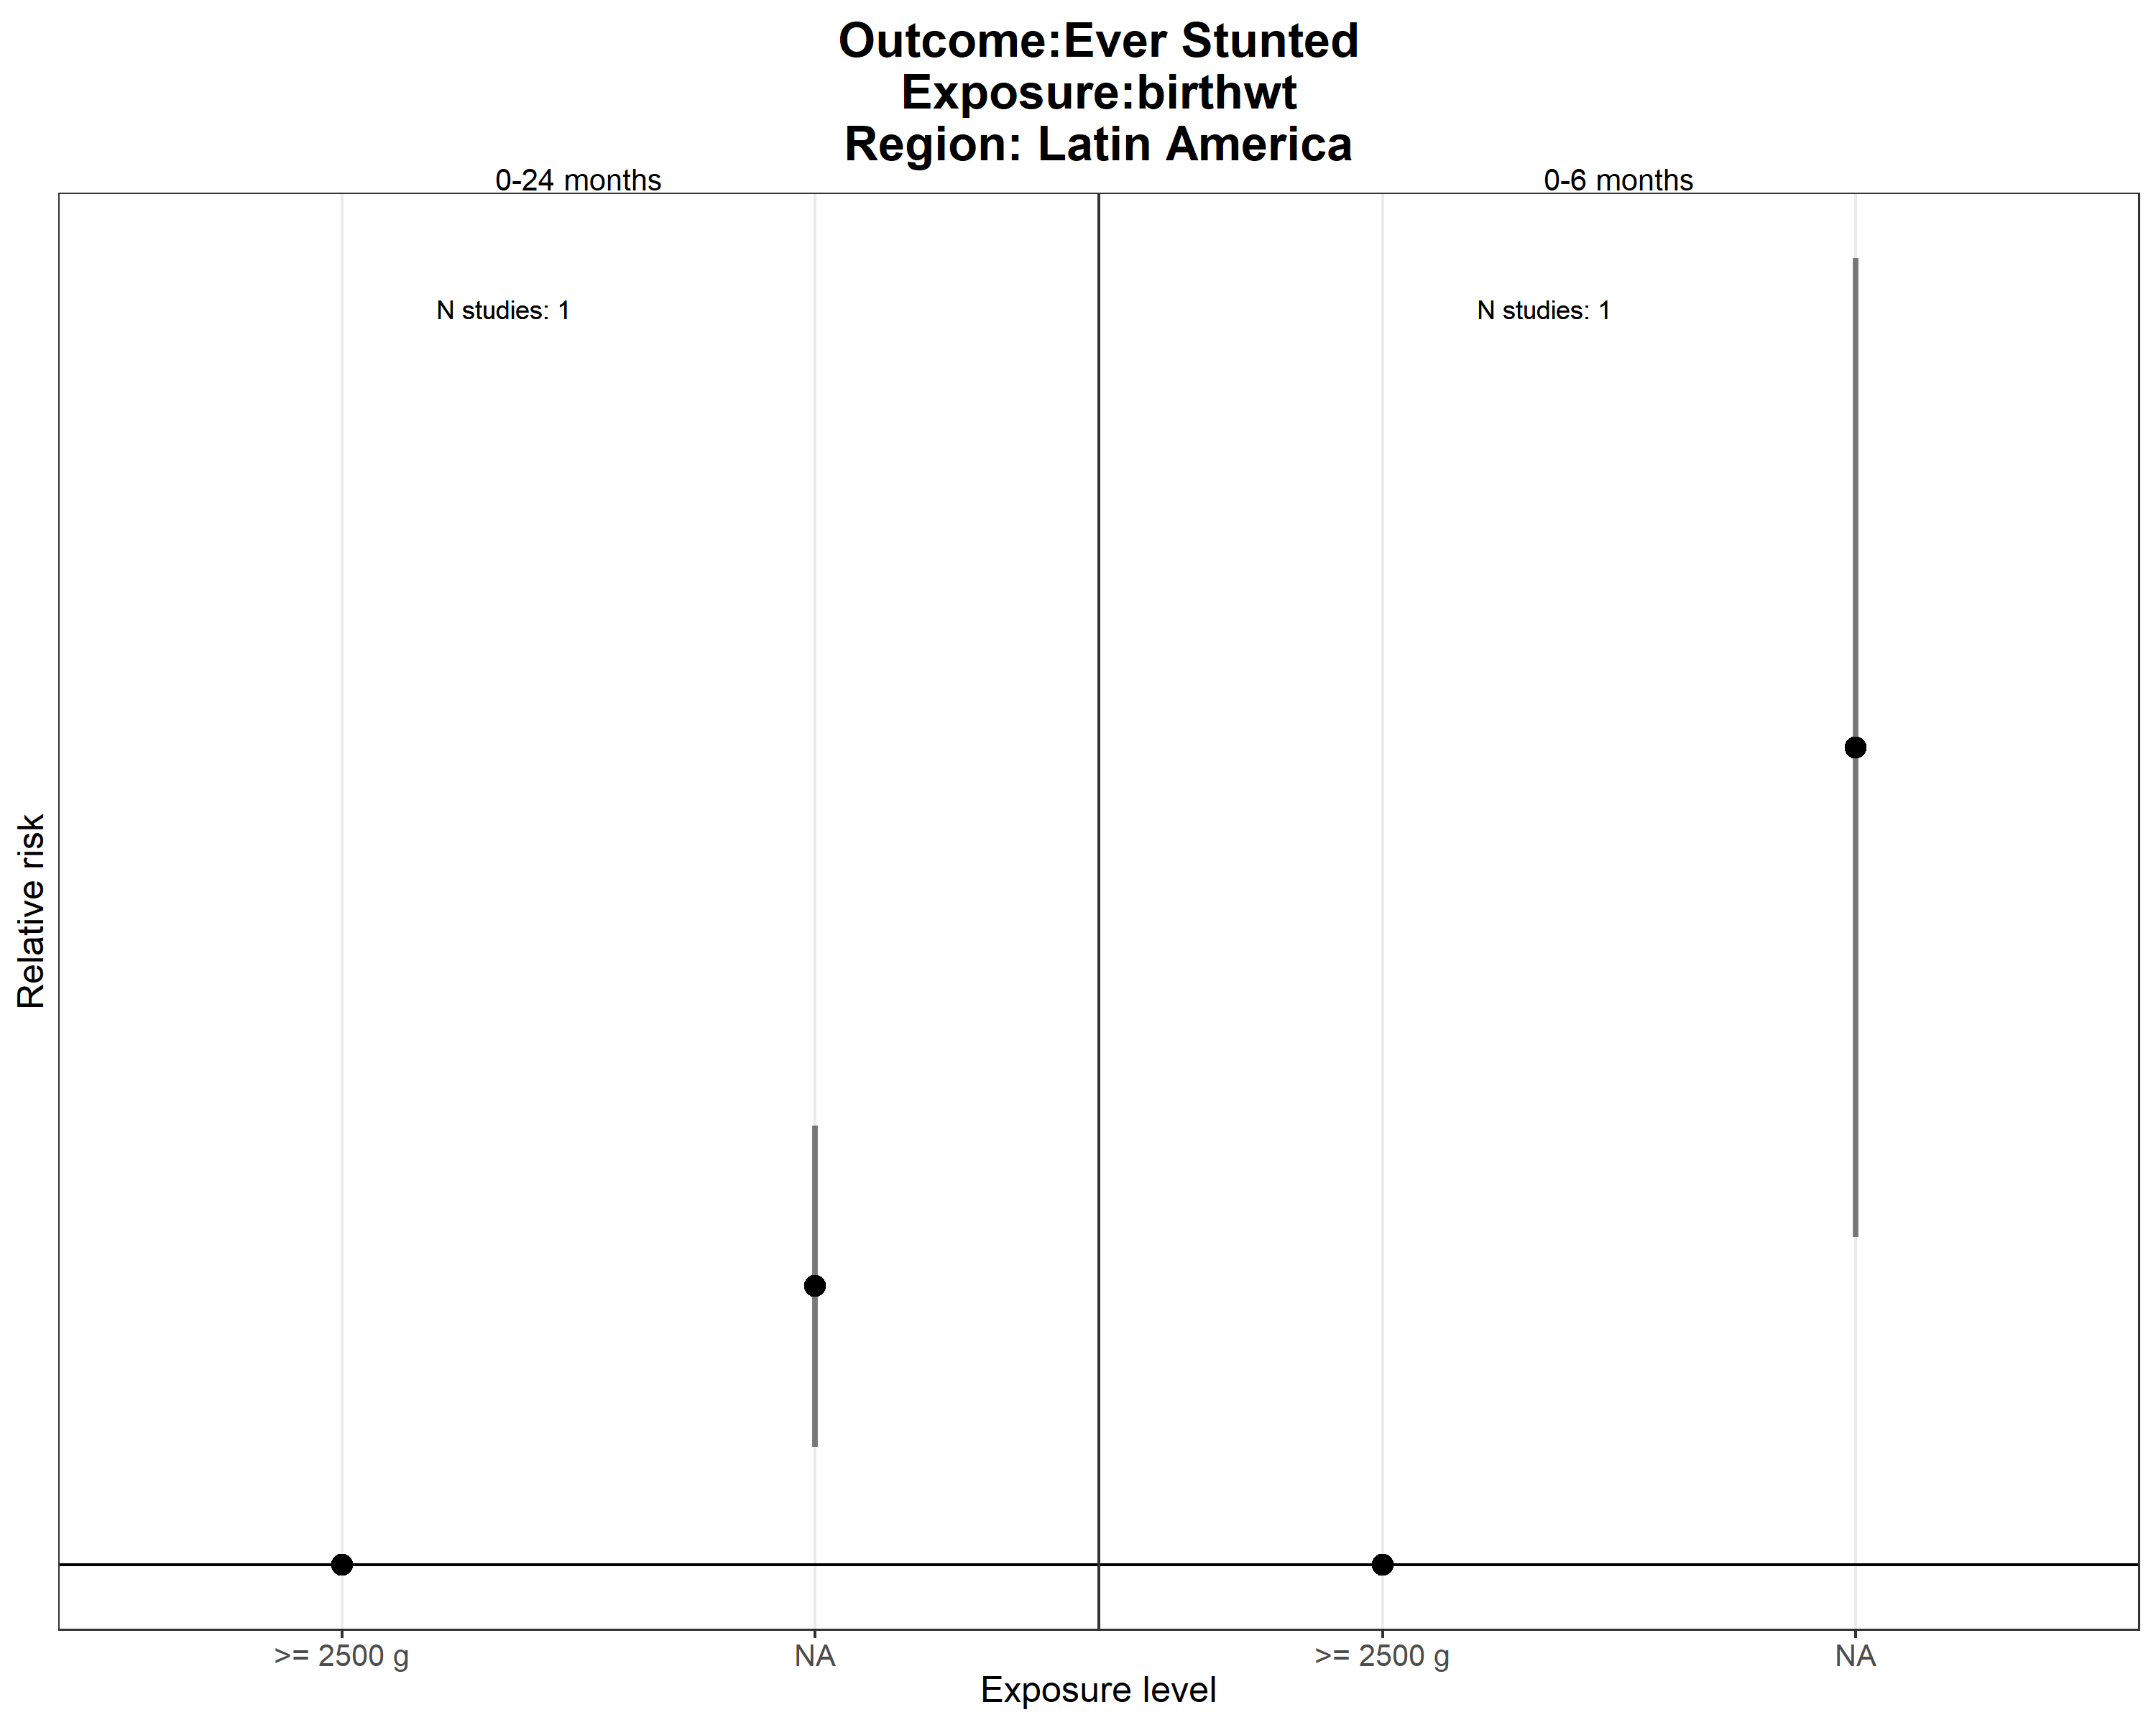 Outcome:Ever Stunted
Exposure:birthwt
Region: Latin America
0-24 months
0-6 months
N studies: 1
N studies: 1
Relative risk
>= 2500 g
NA
>= 2500 g
NA
Exposure level